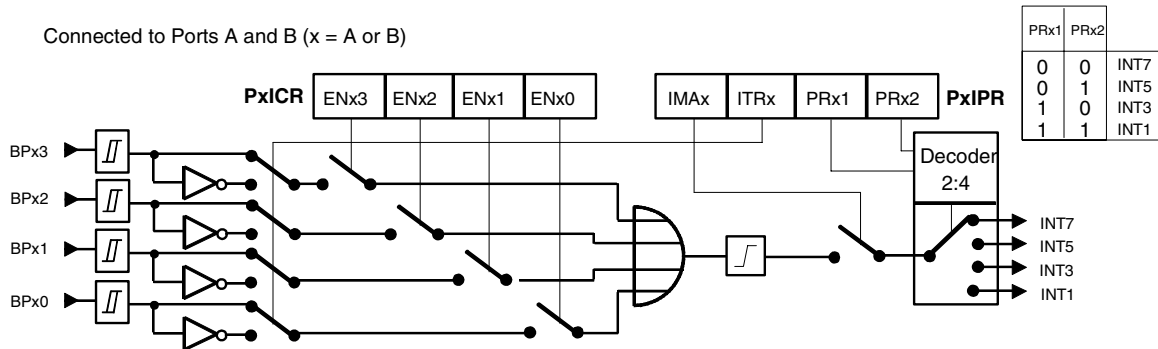 Connected to Ports A and B (x = A or B)
PRx1 PRx2
0 0 INT7
0 1 INT5
1 0 INT3
1 1 INT1
PxICR ENx3 ENx2 ENx1 ENx0
IMAx ITRx PRx1 PRx2 PxIPR
BPx3
BPx2
BPx1
BPx0
Decoder
2:4
INT7
INT5
INT3
INT1